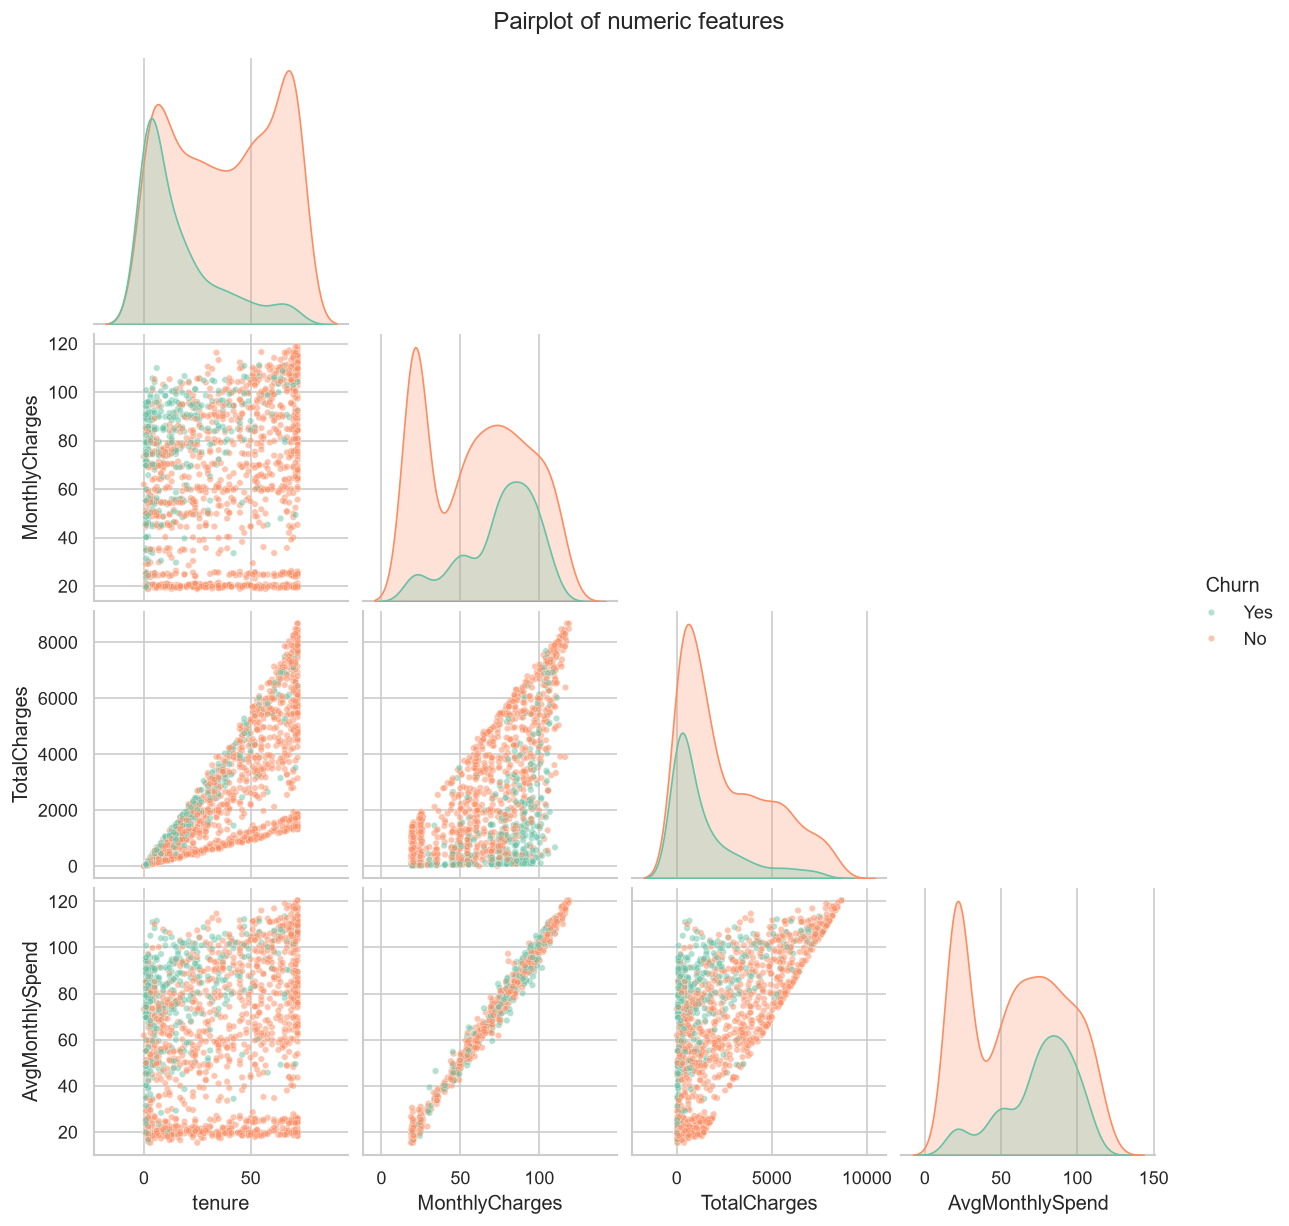 Pairplot of numeric features
120
100
80
60
40
20
MonthlyCharges
8000
6000
4000
2000
0
TotalCharges
Churn
Yes
No
120
100
80
60
40
20
AvgMonthlySpend
0 50
0 50 100
0 5000 10000
0 50 100 150
tenure
MonthlyCharges
TotalCharges
AvgMonthlySpend